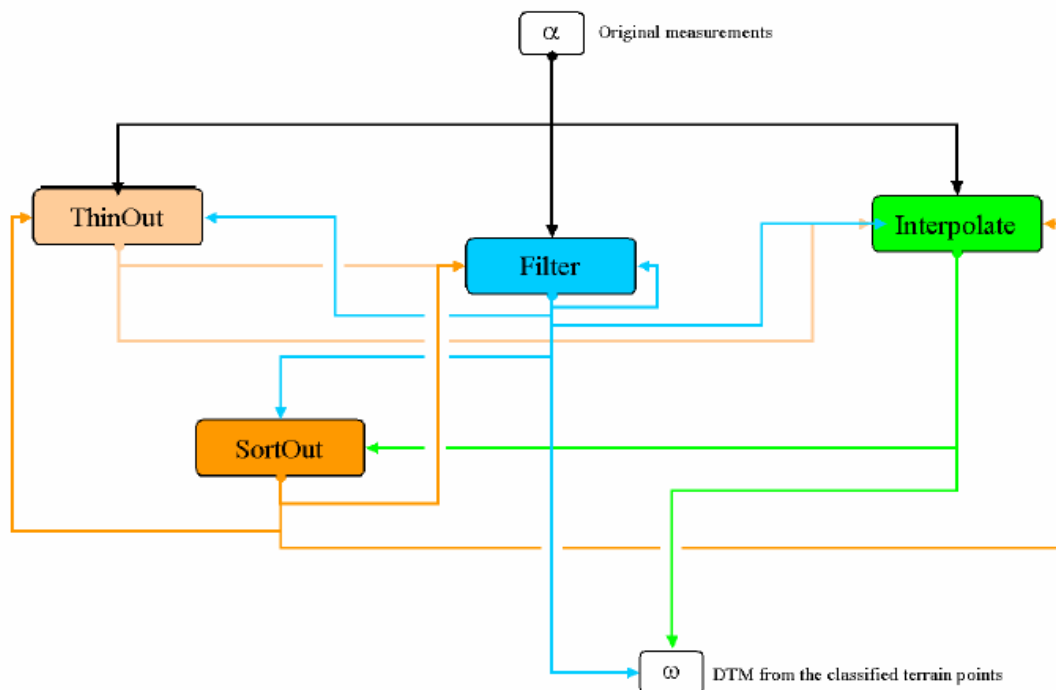 α Original measurements
ThinOut
Interpolate
Filter
SortOut
ω DTM from the classified terrain points